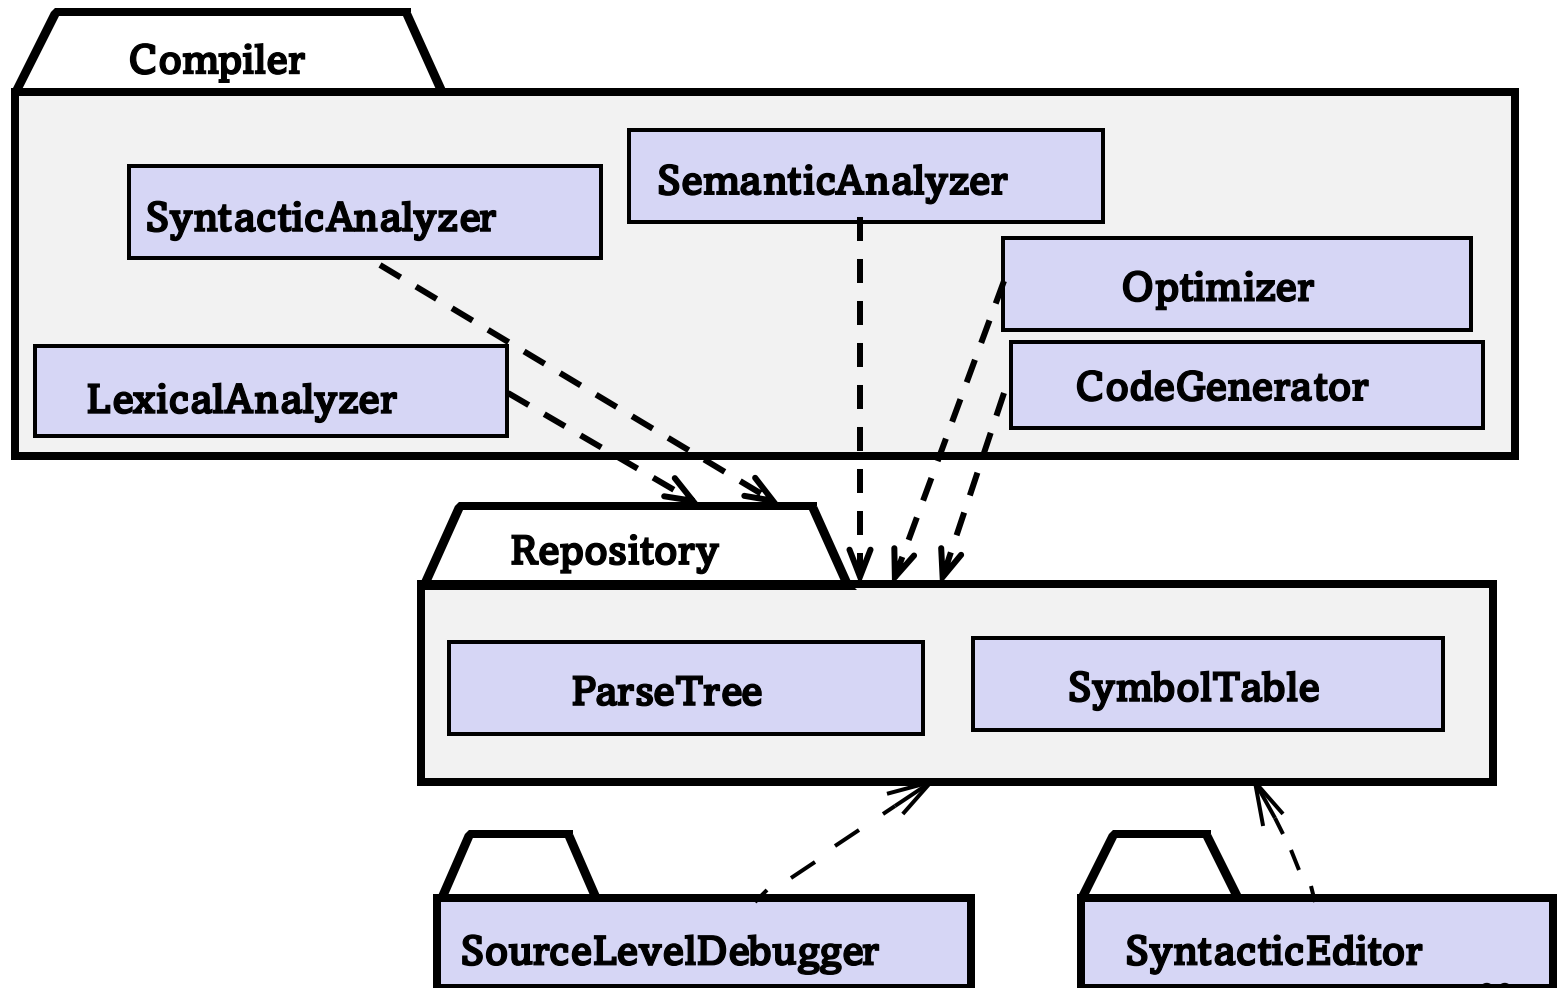 Compiler
SemanticAnalyzer
SyntacticAnalyzer
Optimizer
CodeGenerator
LexicalAnalyzer
Repository
ParseTree
SymbolTable
SourceLevelDebugger
SyntacticEditor